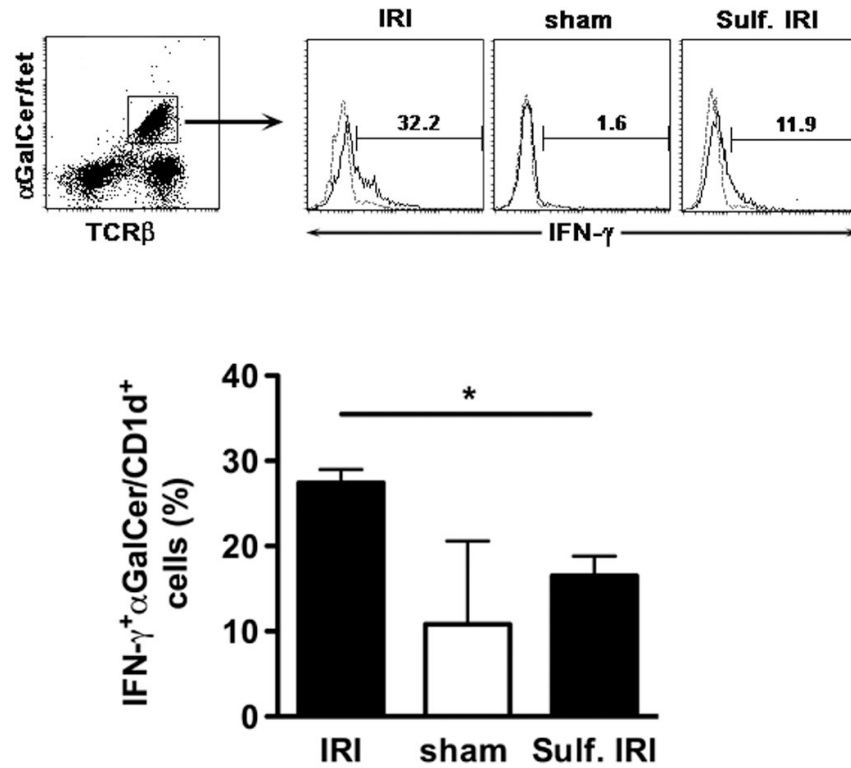 IRI sham Sulf. IRI
αGalCer/tet
32.2 1.6 11.9
TCRβ
IFN-γ
IFN-γ⁺αGalCer/CD1d⁺
cells (%)
40
30
20
10
0
*
IRI sham Sulf. IRI